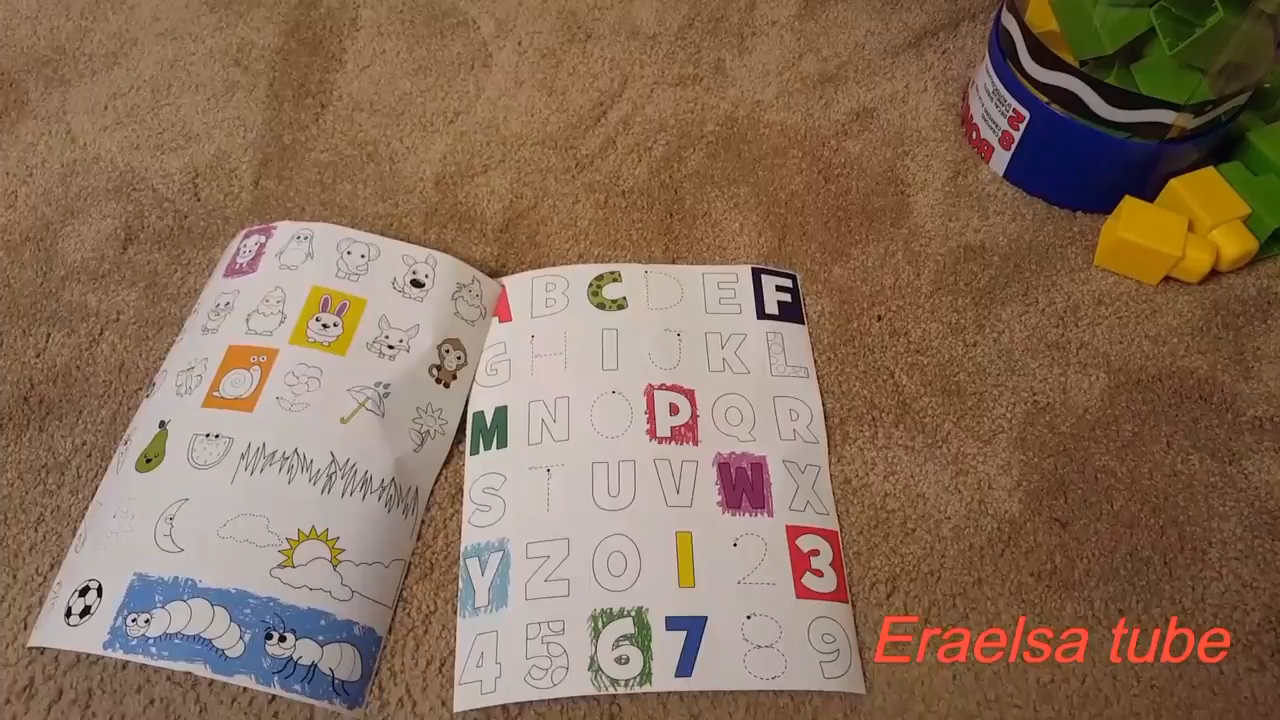 A B C D E F
G H I J K L
M N O P Q R
S T U V W X
Y Z 0 1 2 3
4 5 6 7 8 9
Eraelsa tube